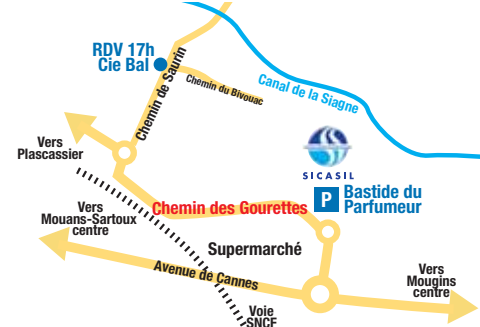 RDV 17h
Cie Bal
Chemin de Saurin
Chemin du Bivouac
Canal de la Siagne
Vers
Plascassier
SICASIL
P
Bastide du
Parfumeur
Chemin des Gourettes
Vers
Mouans-Sartoux
centre
Supermarché
Avenue de Cannes
Vers
Mougins
centre
Voie
SNCF